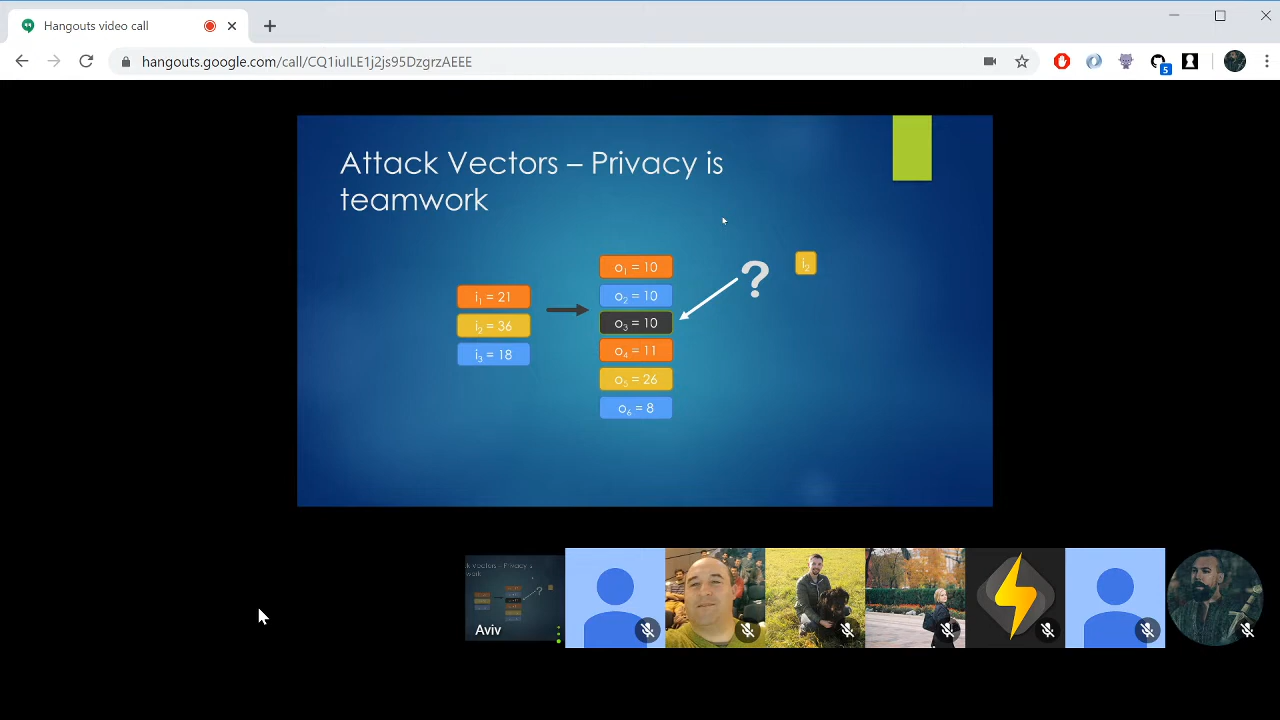 Hangouts video call
hangouts.google.com/call/CQ1iuILE1j2js95DzgrzAEEE
5
Attack Vectors – Privacy is
teamwork
i₁ = 21
i₂ = 36
i₃ = 18
o₁ = 10
o₂ = 10
o₃ = 10
o₄ = 11
o₅ = 26
o₆ = 8
?
i₂
Aviv